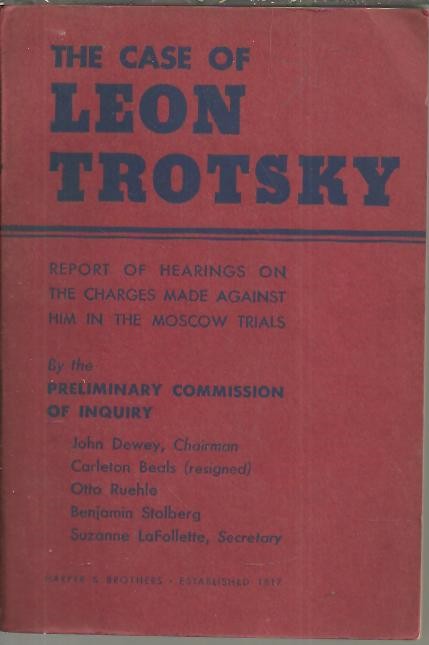 THE CASE OF
LEON
TROTSKY
REPORT OF HEARINGS ON
THE CHARGES MADE AGAINST
HIM IN THE MOSCOW TRIALS
By the
PRELIMINARY COMMISSION
OF INQUIRY
John Dewey, Chairman
Carleton Beals (resigned)
Otto Ruehle
Benjamin Stolberg
Suzanne LaFollette, Secretary
HARPER & BROTHERS • ESTABLISHED 1817